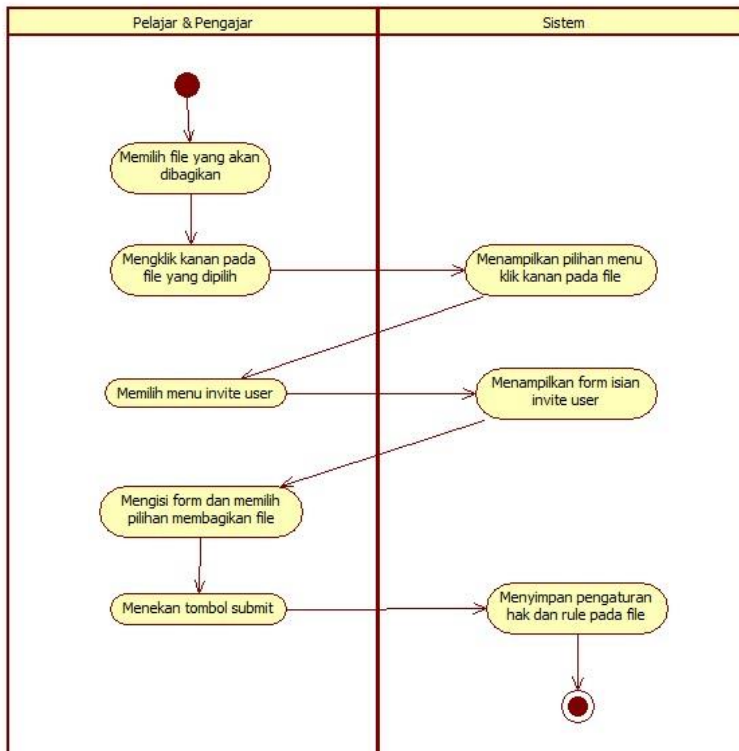 Pelajar & Pengajar
Sistem
Memilih file yang akan
dibagikan
Mengklik kanan pada
file yang dipilih
Menampilkan pilihan menu
klik kanan pada file
Memilih menu invite user
Menampilkan form isian
invite user
Mengisi form dan memilih
pilihan membagikan file
Menekan tombol submit
Menyimpan pengaturan
hak dan rule pada file